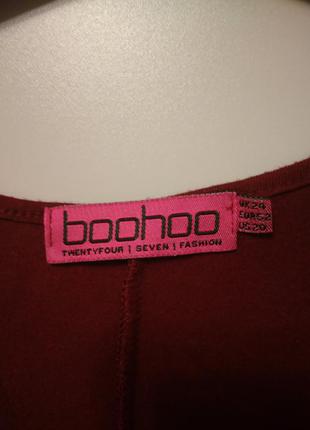 boohoo
TWENTYFOUR | SEVEN | FASHION
UK24
EUR52
US20